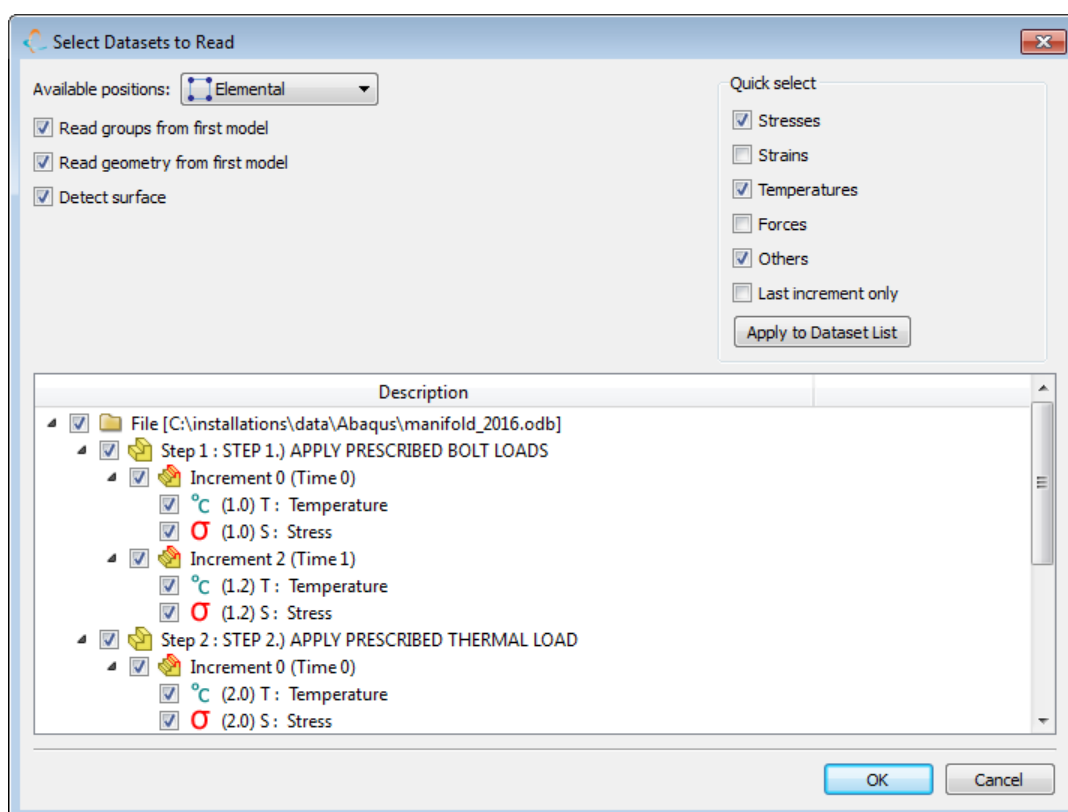 Select Datasets to Read
Available positions: Elemental
Read groups from first model
Read geometry from first model
Detect surface
Quick select
Stresses
Strains
Temperatures
Forces
Others
Last increment only
Apply to Dataset List
Description
File [C:\installations\data\Abaqus\manifold_2016.odb]
Step 1 : STEP 1.) APPLY PRESCRIBED BOLT LOADS
Increment 0 (Time 0)
°C (1.0) T : Temperature
σ (1.0) S : Stress
Increment 2 (Time 1)
°C (1.2) T : Temperature
σ (1.2) S : Stress
Step 2 : STEP 2.) APPLY PRESCRIBED THERMAL LOAD
Increment 0 (Time 0)
°C (2.0) T : Temperature
σ (2.0) S : Stress
OK Cancel